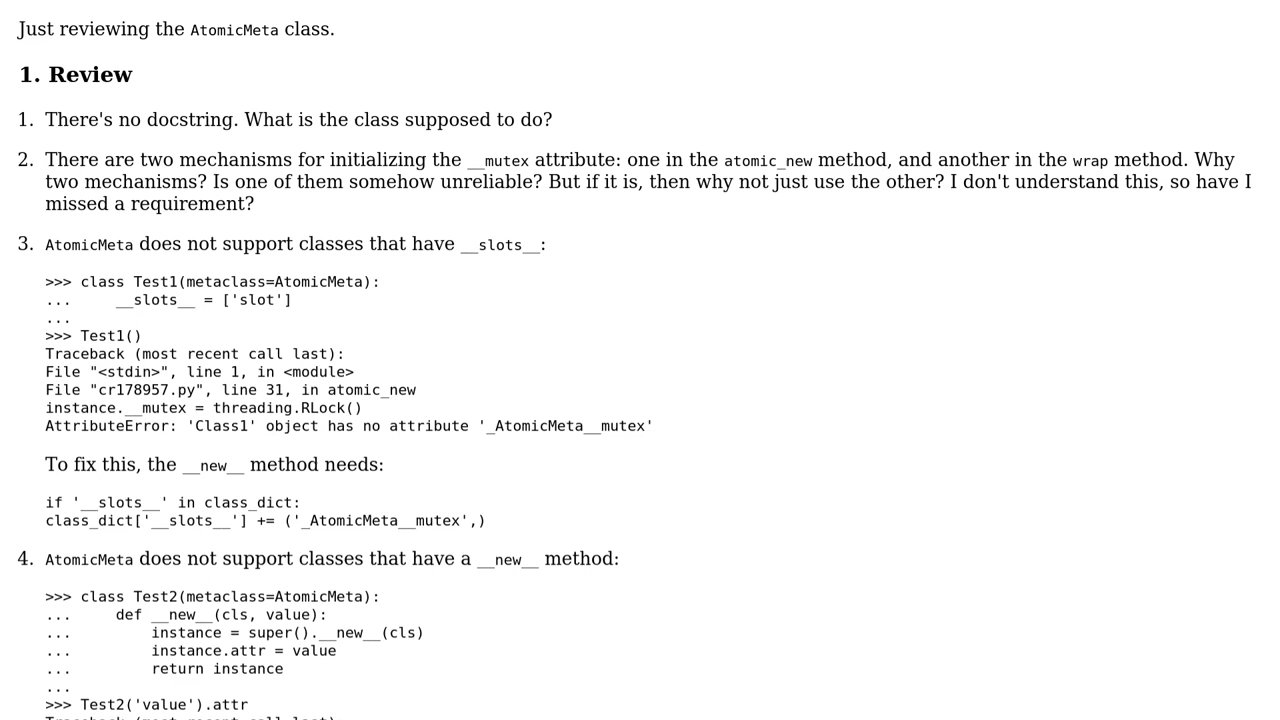 Just reviewing the AtomicMeta class.
1. Review
1. There's no docstring. What is the class supposed to do?
2. There are two mechanisms for initializing the __mutex attribute: one in the atomic_new method, and another in the wrap method. Why
two mechanisms? Is one of them somehow unreliable? But if it is, then why not just use the other? I don't understand this, so have I
missed a requirement?
3. AtomicMeta does not support classes that have __slots__:
>>> class Test1(metaclass=AtomicMeta):
...     __slots__ = ['slot']
...
>>> Test1()
Traceback (most recent call last):
File "<stdin>", line 1, in <module>
File "cr178957.py", line 31, in atomic_new
instance.__mutex = threading.RLock()
AttributeError: 'Class1' object has no attribute '_AtomicMeta__mutex'
To fix this, the __new__ method needs:
if '__slots__' in class_dict:
class_dict['__slots__'] += ('_AtomicMeta__mutex',)
4. AtomicMeta does not support classes that have a __new__ method:
>>> class Test2(metaclass=AtomicMeta):
...     def __new__(cls, value):
...         instance = super().__new__(cls)
...         instance.attr = value
...         return instance
...
>>> Test2('value').attr